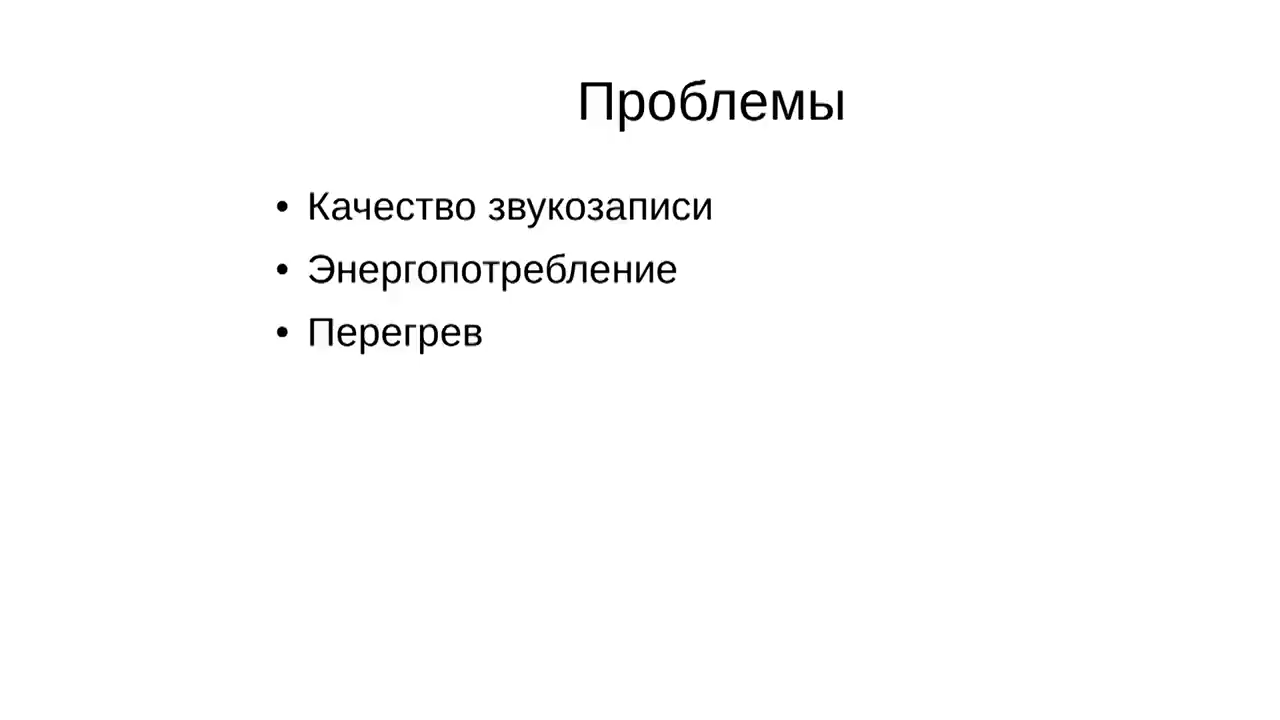 Проблемы
• Качество звукозаписи
• Энергопотребление
• Перегрев